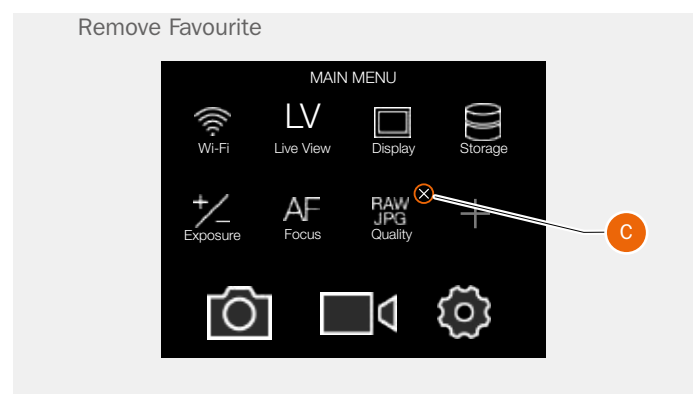 Remove Favourite
MAIN MENU
LV
Wi-Fi Live View Display Storage
AF RAW
JPG
Exposure Focus Quality
C